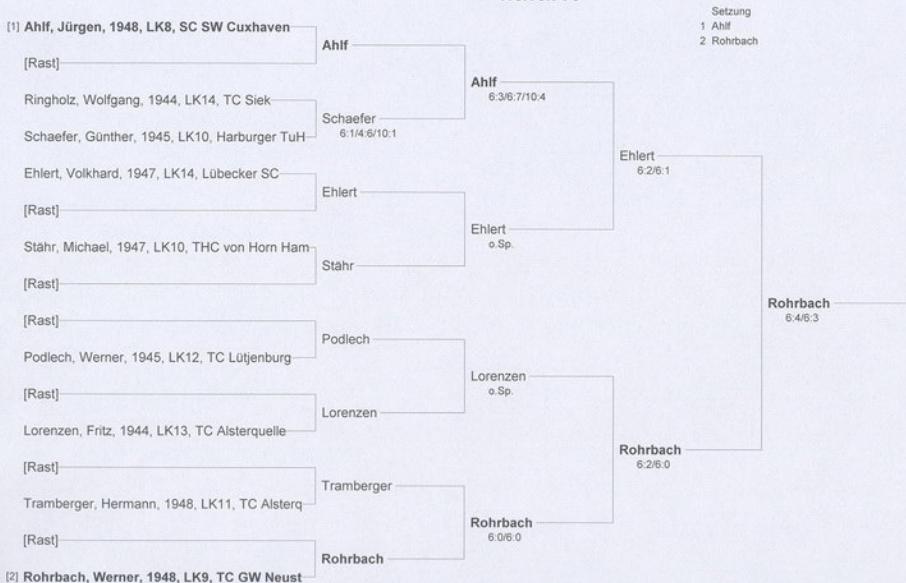 Setzung
1 Ahlf
2 Rohrbach
[1] Ahlf, Jürgen, 1948, LK8, SC SW Cuxhaven
[Rast]
Ringholz, Wolfgang, 1944, LK14, TC Siek
Schaefer, Günther, 1945, LK10, Harburger TuH
Ehlert, Volkhard, 1947, LK14, Lübecker SC
[Rast]
Stähr, Michael, 1947, LK10, THC von Horn Ham
[Rast]
[Rast]
Podlech, Werner, 1945, LK12, TC Lütjenburg
[Rast]
Lorenzen, Fritz, 1944, LK13, TC Alsterquelle
[Rast]
Tramberger, Hermann, 1948, LK11, TC Alsterq
[Rast]
[2] Rohrbach, Werner, 1948, LK9, TC GW Neust
Ahlf
Schaefer
6:1/4:6/10:1
Ehlert
Stähr
Podlech
Lorenzen
Tramberger
Rohrbach
Ahlf
6:3/6:7/10:4
Ehlert
o.Sp.
Lorenzen
o.Sp.
Rohrbach
6:0/6:0
Ehlert
6:2/6:1
Rohrbach
6:2/6:0
Rohrbach
6:4/6:3